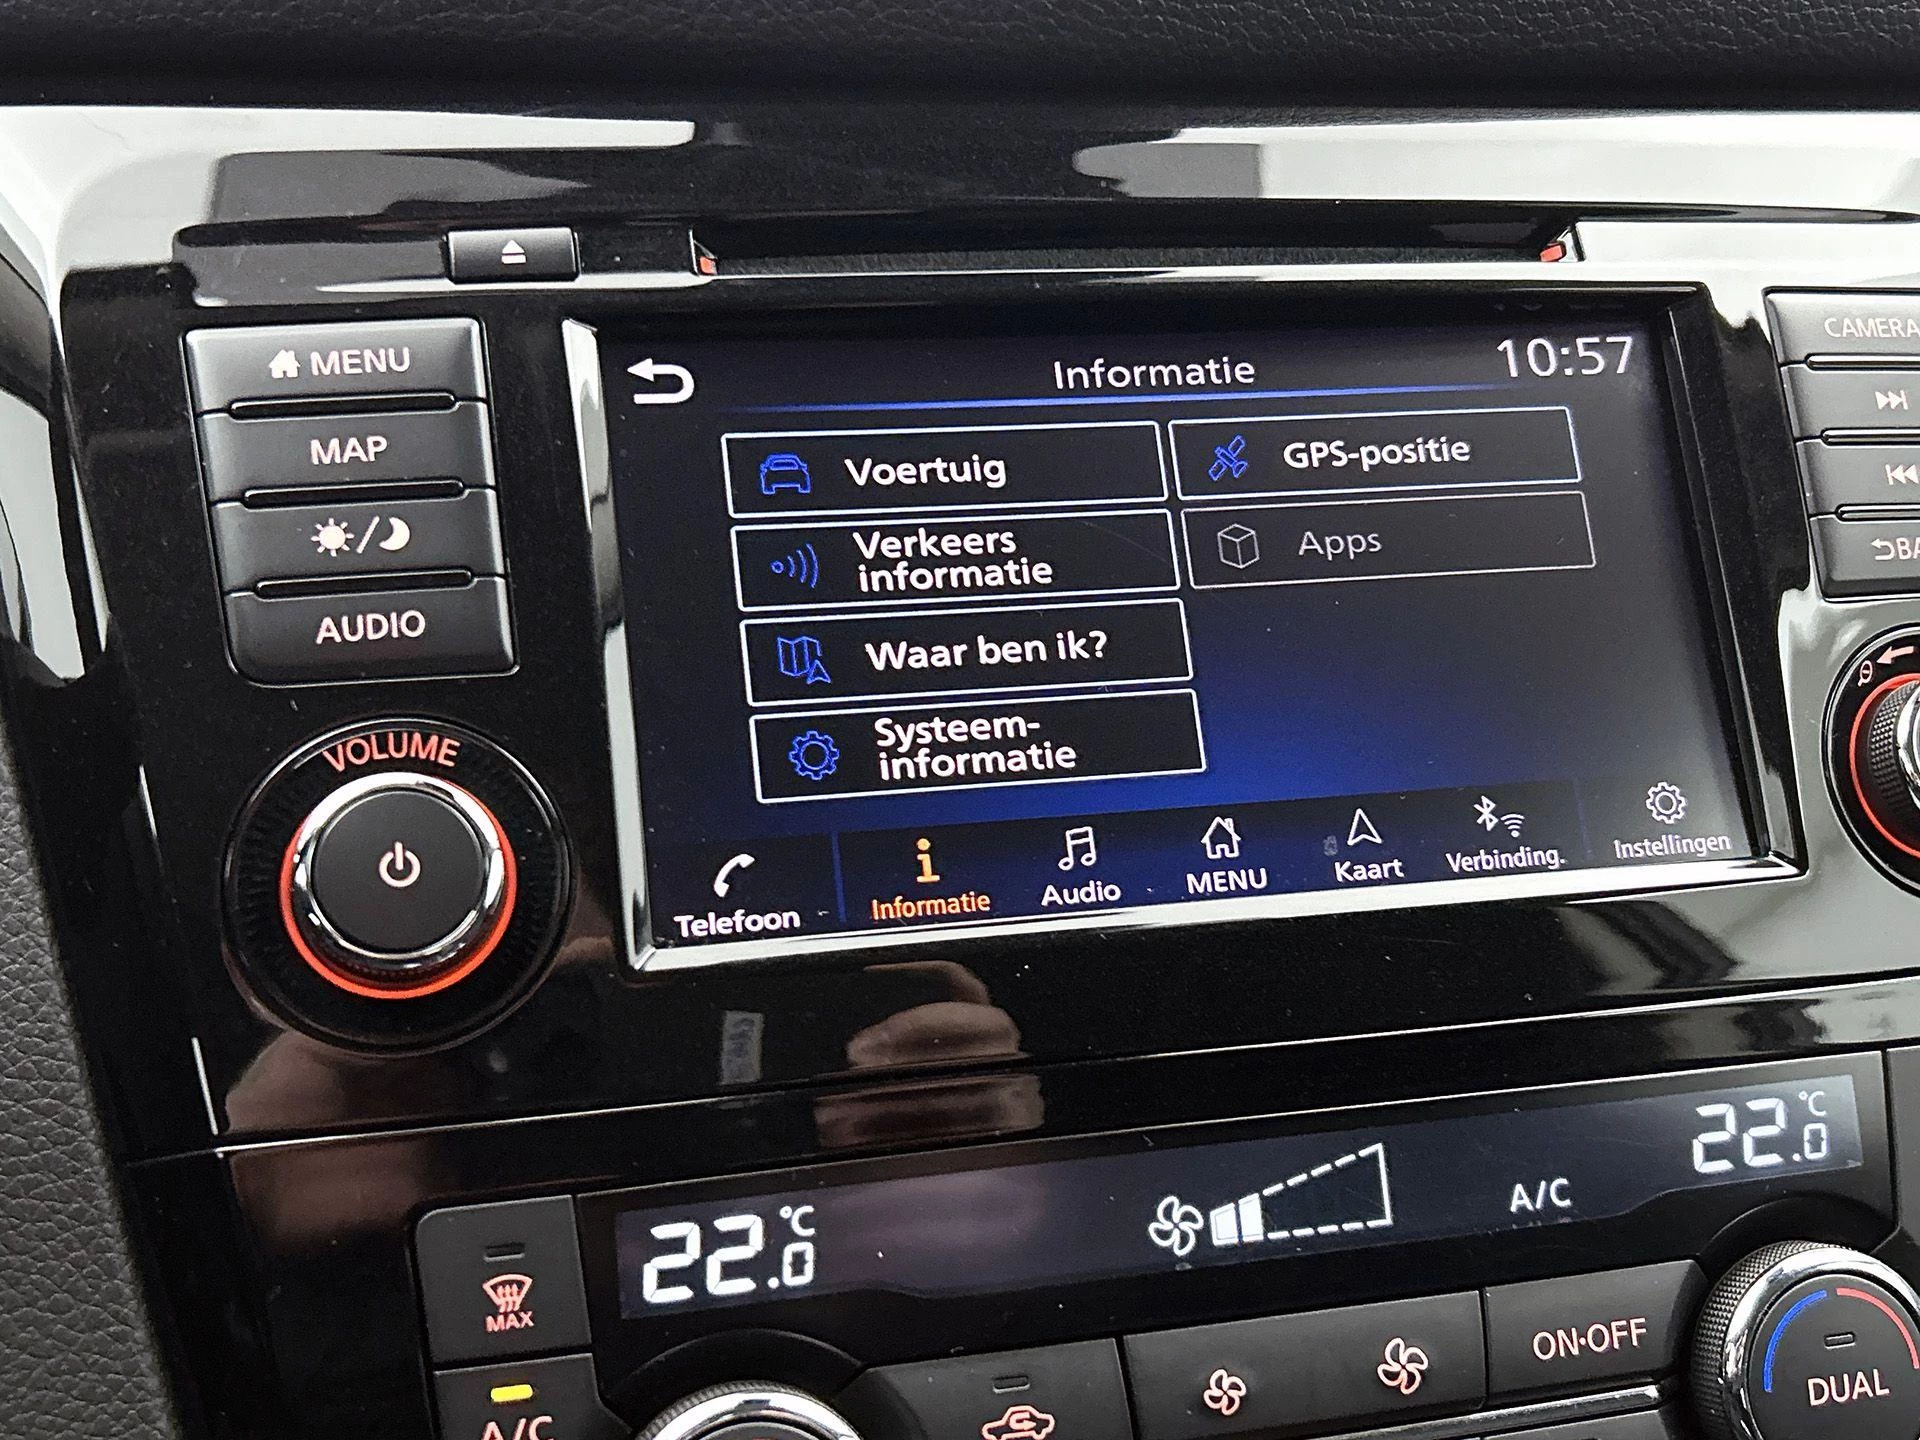 MENU
MAP
AUDIO
VOLUME
Informatie
10:57
Voertuig
GPS-positie
Verkeers
informatie
Apps
Waar ben ik?
Systeem-
informatie
Telefoon
Informatie
Audio
MENU
Kaart
Verbinding.
Instellingen
CAMERA
22.0 °C
A/C
22.0 °C
MAX
A/C
ON·OFF
DUAL